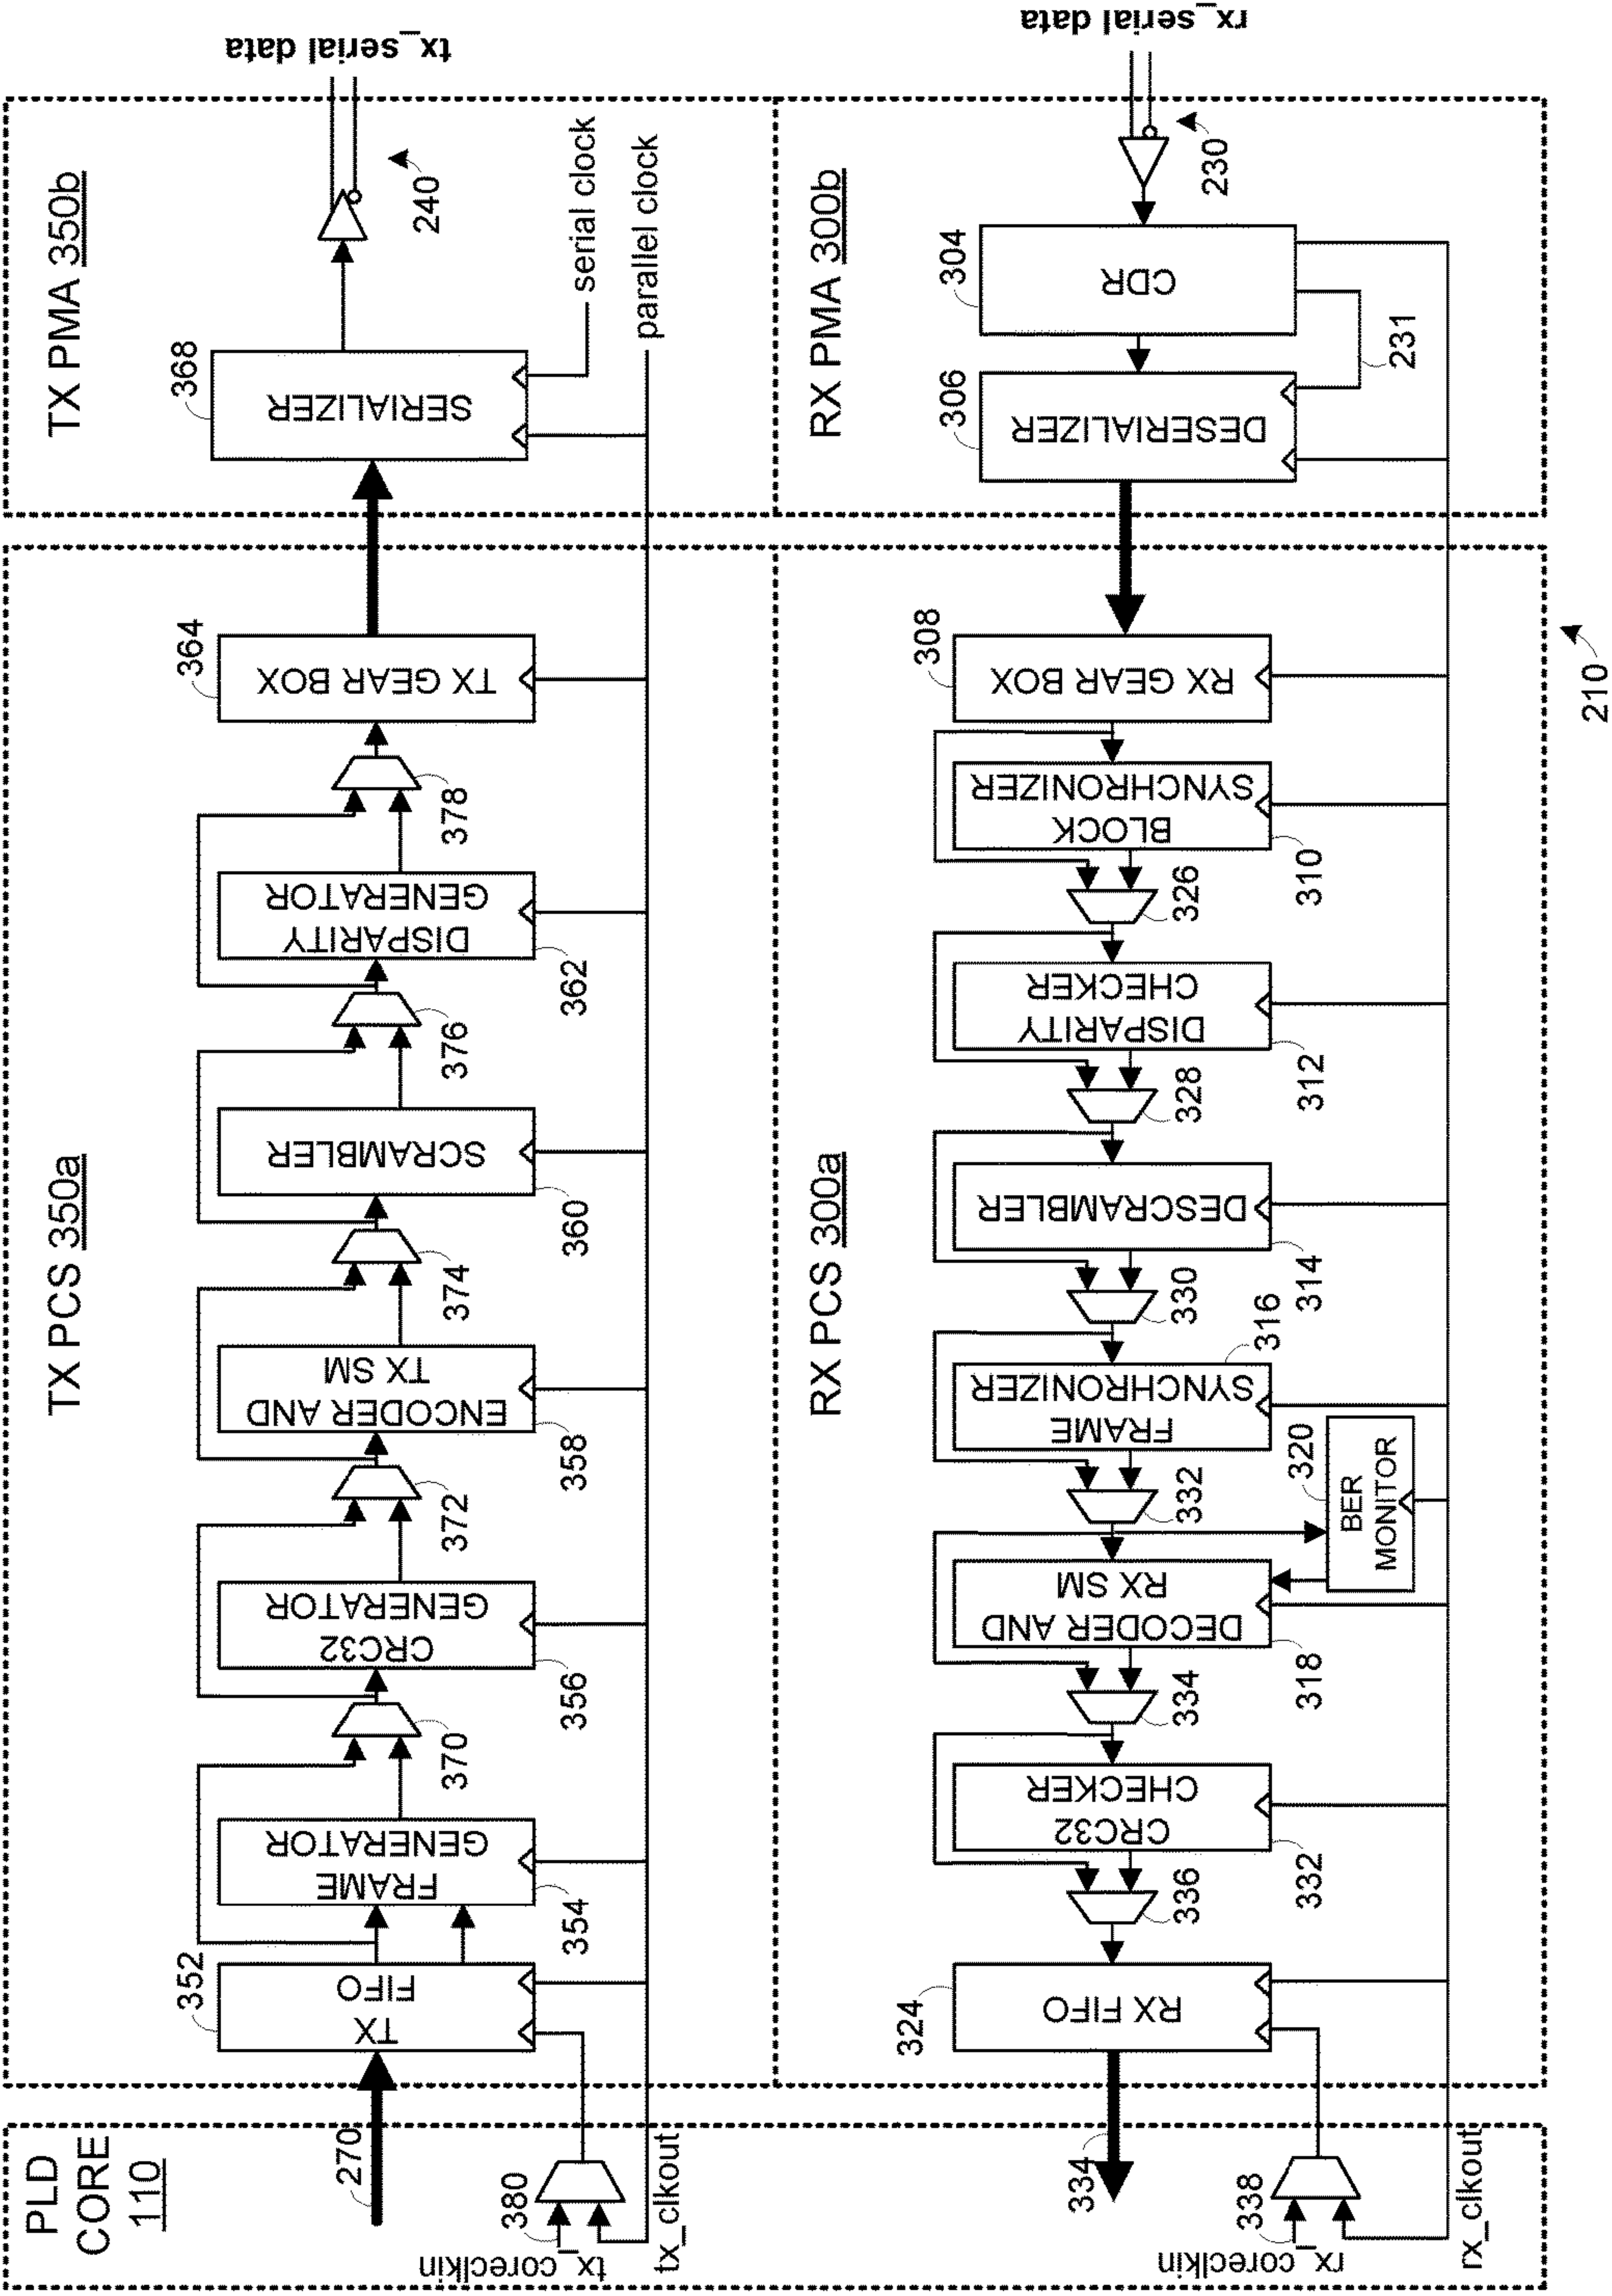 PLD
CORE
110
270
380
tx_coreclkin
tx_clkout
TX PCS 350a
352
TX
FIFO
354
FRAME
GENERATOR
370
356
CRC32
GENERATOR
372
358
ENCODER AND
TX SM
374
360
SCRAMBLER
376
362
DISPARITY
GENERATOR
378
364
TX GEAR BOX
TX PMA 350b
368
SERIALIZER
240
serial clock
parallel clock
tx_serial data
334
338
rx_coreclkin
rx_clkout
RX PCS 300a
324
RX FIFO
336
332
CRC32
CHECKER
334
318
DECODER AND
RX SM
320
BER
MONITOR
332
316
FRAME
SYNCHRONIZER
330
314
DESCRAMBLER
328
312
DISPARITY
CHECKER
326
310
BLOCK
SYNCHRONIZER
308
RX GEAR BOX
RX PMA 300b
306
DESERIALIZER
304
CDR
231
230
rx_serial data
210